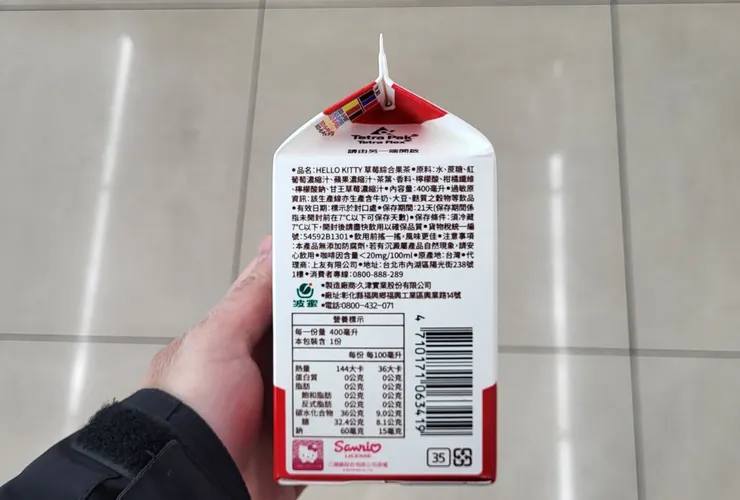 Tetra Pak®
Tetra Rex®
請由另一端開啟
•品名:HELLO KITTY 草莓綜合果茶•原料:水、蔗糖、紅
葡萄濃縮汁、蘋果濃縮汁、茶葉、香料、檸檬酸、柑橘纖維
、檸檬酸鈉、甘王草莓濃縮汁•內容量:400毫升•過敏原
資訊:該生產線亦生產含牛奶、大豆、麩質之穀物等飲品
•有效日期:標示於封口處•保存期間:21天(保存期間係
指未開封前在7°C以下可保存天數)•保存條件:須冷藏
7°C以下,開封後請盡快飲用以確保品質•貨物稅統一編
號:54592B1301•飲用前搖一搖,風味更佳•注意事項
:本產品無添加防腐劑,若有沉澱屬產品自然現象,請安
心飲用•咖啡因含量<20mg/100ml•原產地:台灣•代
理商:上友有限公司•地址:台北市內湖區陽光街238號
1樓•消費者專線:0800-888-289
•製造廠商:久津實業股份有限公司
•廠址:彰化縣福興鄉福興工業區興業路14號
•電話:0800-432-071
波蜜
營養標示
每一份量 400毫升
本包裝含 1份
每份 每100毫升
熱量 144大卡 36大卡
蛋白質 0公克 0公克
脂肪 0公克 0公克
飽和脂肪 0公克 0公克
反式脂肪 0公克 0公克
碳水化合物 36公克 9.0公克
糖 32.4公克 8.1公克
鈉 60毫克 15毫克
4 710171 063419
Sanrio
LICENSE
35